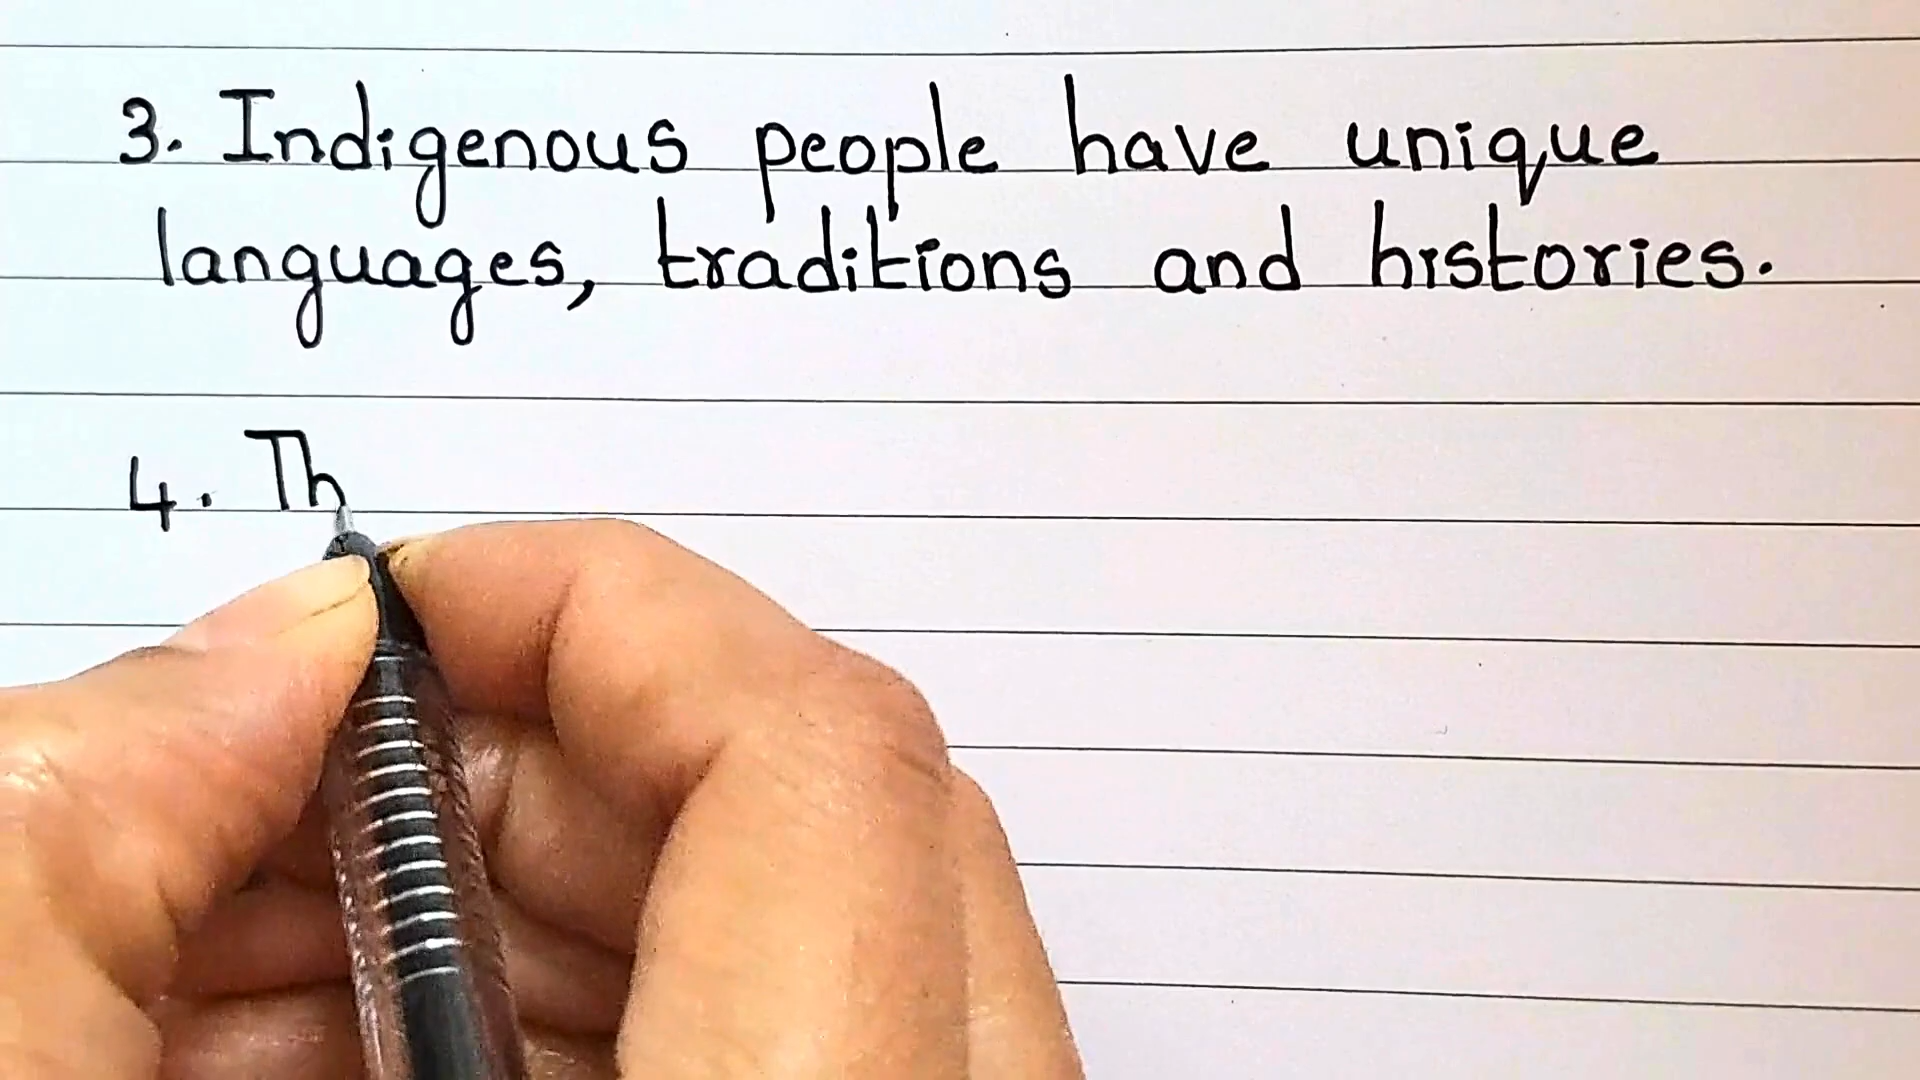 3. Indigenous people have unique
languages, traditions and histories.
4. Th